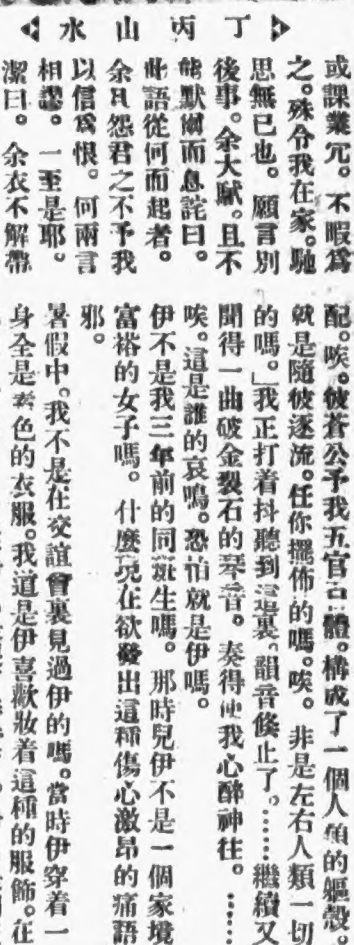 丁丙山水
或課業冗。不暇爲
之。殊令我在家。馳
思無已也。願言別
後事。余大駴。且不
能默爾而息詫曰。
此語從何而起者。
余且怨君之不予我
以信爲恨。何兩言
相謬。一至是耶。
潔曰。余衣不解帶
配。唉。彼蒼公予我五官百體。構成了一個人類的軀殼。
就是隨波逐流。任你擺佈的嗎。唉。非是左右人類一切
的嗎。」我正打着抖聽到這裏。韻音倏止了。……繼續又
聞得一曲破金裂石的琴音。奏得使我心醉神往。……
唉。這是誰的哀鳴。恐怕就是伊嗎。
伊不是我三年前的同級生嗎。那時兒伊不是一個家境
富裕的女子嗎。什麼現在欲發出這種傷心激昂的痛語
邪。
暑假中。我不是在交誼會裏見過伊的嗎。當時伊穿着一
身全是素色的衣服。我道是伊喜歡妝着這種的服飾。在